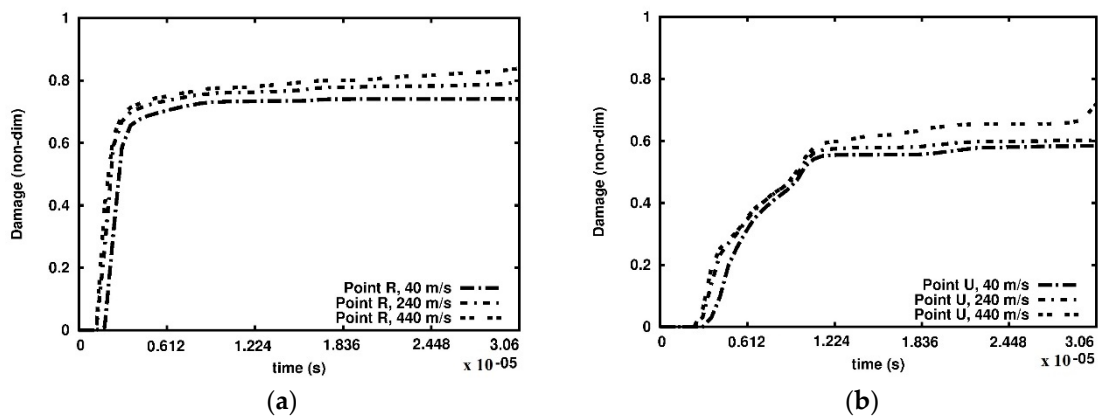 1
0.8
0.6
0.4
0.2
0
Damage (non-dim)
Point R, 40 m/s
Point R, 240 m/s
Point R, 440 m/s
0 0.612 1.224 1.836 2.448 3.06
time (s)
x 10-05
(a)
1
0.8
0.6
0.4
0.2
0
Damage (non-dim)
Point U, 40 m/s
Point U, 240 m/s
Point U, 440 m/s
0 0.612 1.224 1.836 2.448 3.06
time (s)
x 10-05
(b)